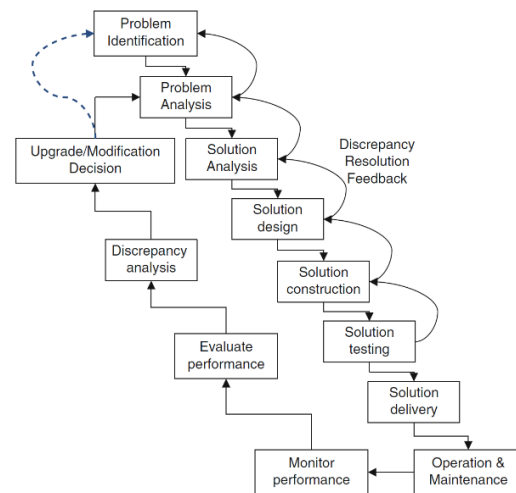 Problem
Identification
Problem
Analysis
Upgrade/Modification
Decision
Solution
Analysis
Discrepancy
Resolution
Feedback
Solution
design
Discrepancy
analysis
Solution
construction
Evaluate
performance
Solution
testing
Solution
delivery
Monitor
performance
Operation &
Maintenance